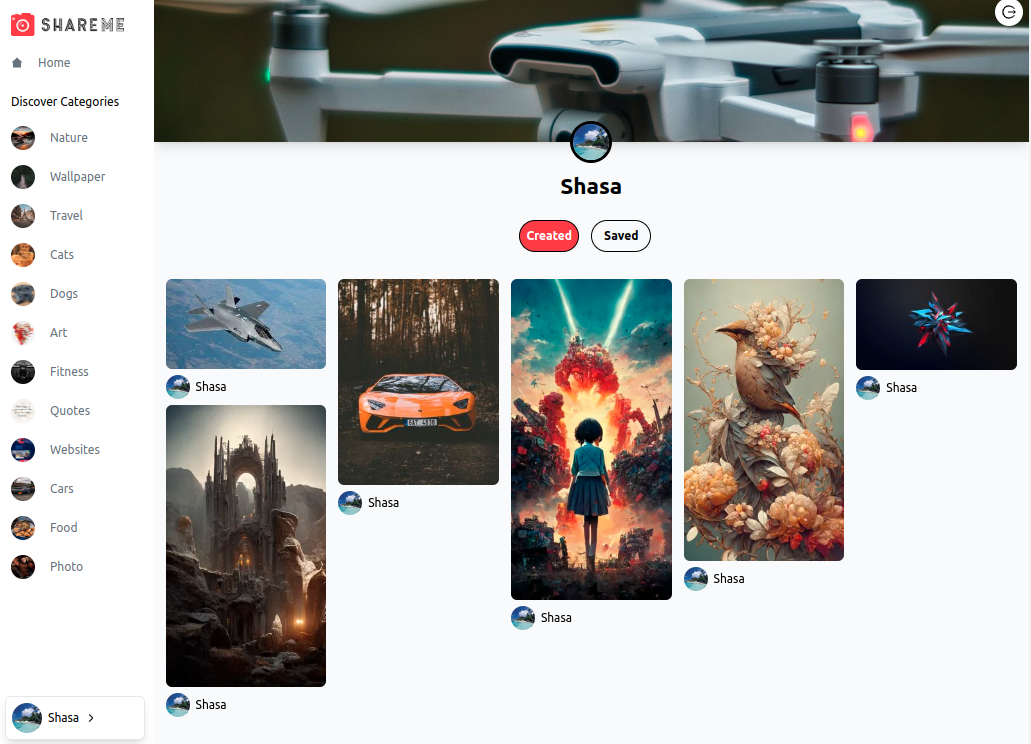 SHAREME
Home
Discover Categories
Nature
Wallpaper
Travel
Cats
Dogs
Art
Fitness
Quotes
Websites
Cars
Food
Photo
Shasa
Shasa
Created
Saved
Shasa
Shasa
Shasa
Shasa
Shasa
Shasa